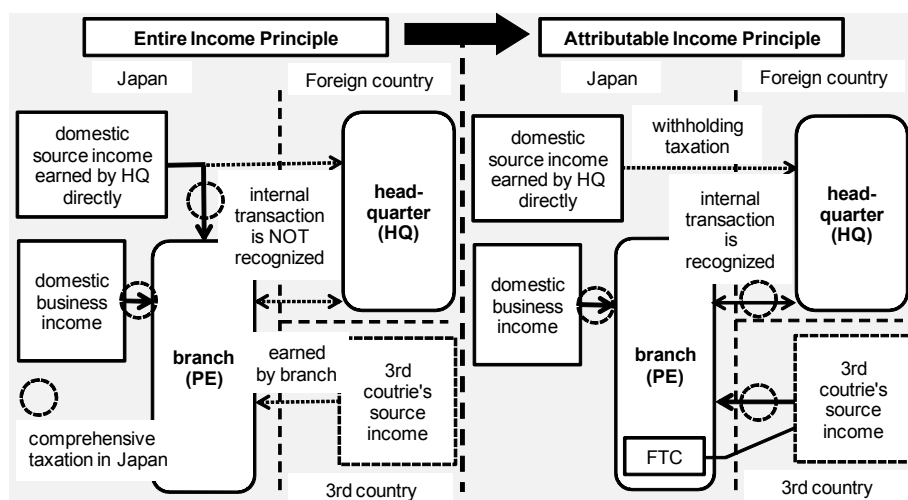 Entire Income Principle
Japan
Foreign country
domestic
source income
earned by HQ
directly
head-
quarter
(HQ)
internal
transaction
is NOT
recognized
domestic
business
income
branch
(PE)
earned
by branch
3rd
coutrie's
source
income
comprehensive
taxation in Japan
3rd country
Attributable Income Principle
Japan
Foreign country
domestic
source income
earned by HQ
directly
withholding
taxation
head-
quarter
(HQ)
internal
transaction
is
recognized
domestic
business
income
branch
(PE)
3rd
coutrie's
source
income
FTC
3rd country